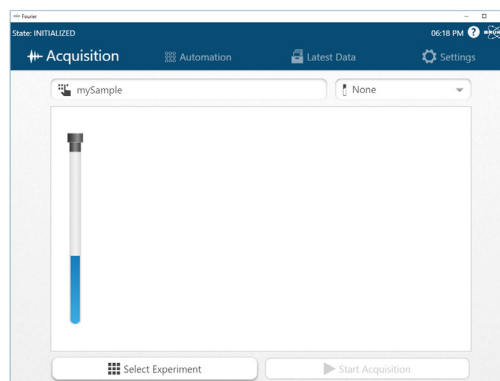 Fourier
State: INITIALIZED
06:18 PM
Acquisition
Automation
Latest Data
Settings
mySample
None
Select Experiment
Start Acquisition